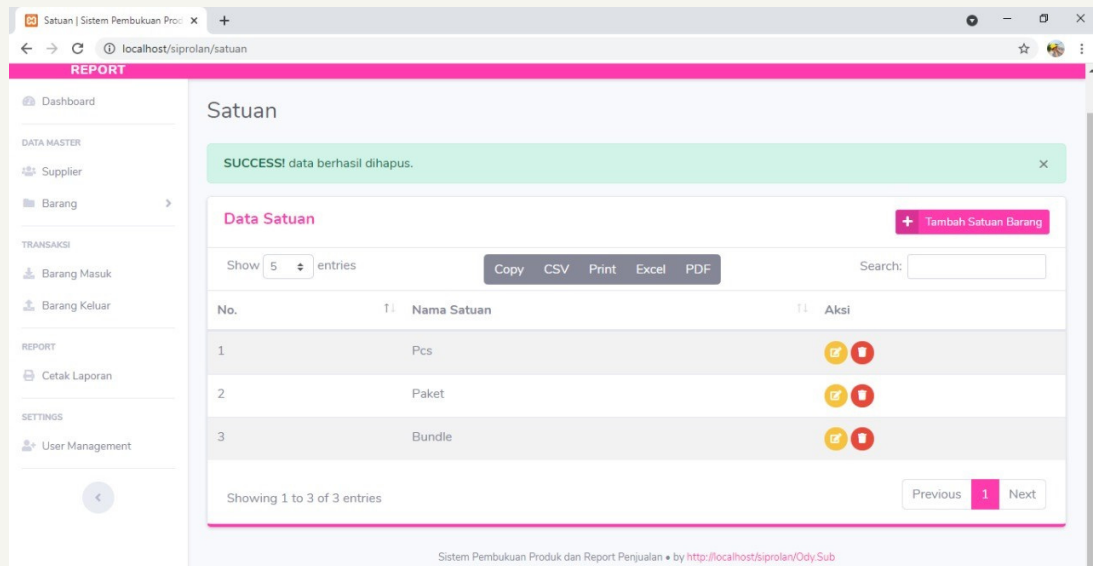 Satuan | Sistem Pembukuan Prod
localhost/siprolan/satuan
REPORT
Dashboard
DATA MASTER
Supplier
Barang
TRANSAKSI
Barang Masuk
Barang Keluar
REPORT
Cetak Laporan
SETTINGS
User Management
Satuan
SUCCESS! data berhasil dihapus.
Data Satuan
Tambah Satuan Barang
Show 5 entries
Copy CSV Print Excel PDF
Search:
No. Nama Satuan Aksi
1 Pcs
2 Paket
3 Bundle
Showing 1 to 3 of 3 entries
Previous 1 Next
Sistem Pembukuan Produk dan Report Penjualan • by http://localhost/siprolan/Ody.Sub